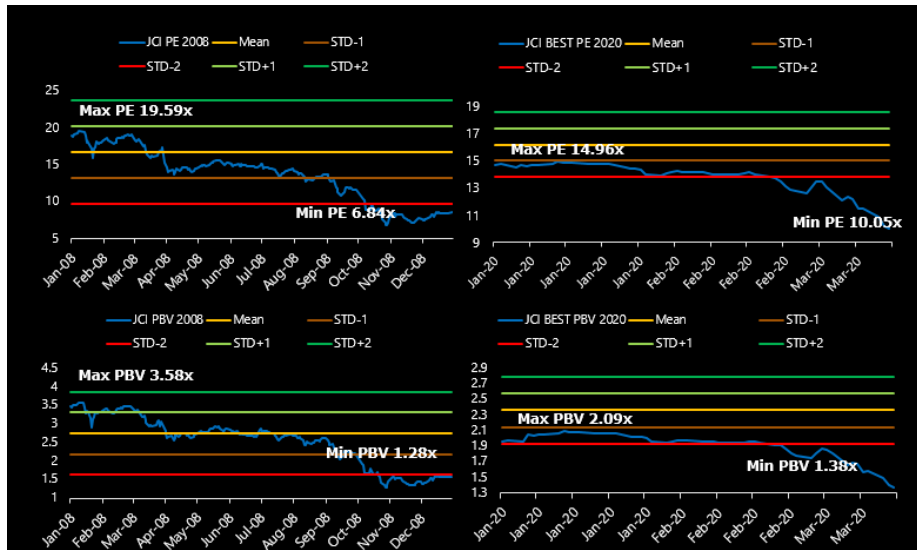 JCI PE 2008 Mean STD-1
STD-2 STD+1 STD+2
25
20
15
10
5
Max PE 19.59x
Min PE 6.84x
Jan-08 Feb-08 Mar-08 Apr-08 May-08 Jun-08 Jul-08 Aug-08 Sep-08 Oct-08 Nov-08 Dec-08
JCI BEST PE 2020 Mean STD-1
STD-2 STD+1 STD+2
19
17
15
13
11
9
Max PE 14.96x
Min PE 10.05x
Jan-20 Jan-20 Jan-20 Jan-20 Jan-20 Feb-20 Feb-20 Feb-20 Feb-20 Mar-20 Mar-20
JCI PBV 2008 Mean STD-1
STD-2 STD+1 STD+2
4.5
4
3.5
3
2.5
2
1.5
1
Max PBV 3.58x
Min PBV 1.28x
Jan-08 Feb-08 Mar-08 Apr-08 May-08 Jun-08 Jul-08 Aug-08 Sep-08 Oct-08 Nov-08 Dec-08
JCI BEST PBV 2020 Mean STD-1
STD-2 STD+1 STD+2
2.9
2.7
2.5
2.3
2.1
1.9
1.7
1.5
1.3
Max PBV 2.09x
Min PBV 1.38x
Jan-20 Jan-20 Jan-20 Jan-20 Jan-20 Feb-20 Feb-20 Feb-20 Feb-20 Mar-20 Mar-20